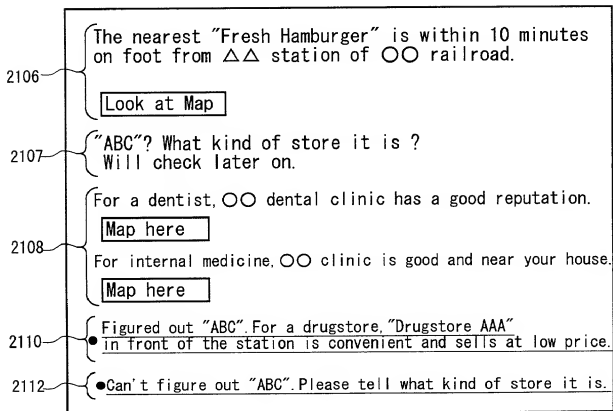 The nearest "Fresh Hamburger" is within 10 minutes
on foot from △△ station of ○○ railroad.
2106
Look at Map
"ABC"? What kind of store it is ?
2107
Will check later on.
For a dentist, ○○ dental clinic has a good reputation.
Map here
2108
For internal medicine, ○○ clinic is good and near your house.
Map here
Figured out "ABC". For a drugstore, "Drugstore AAA"
2110
●in front of the station is convenient and sells at low price.
2112
●Can't figure out "ABC". Please tell what kind of store it is.